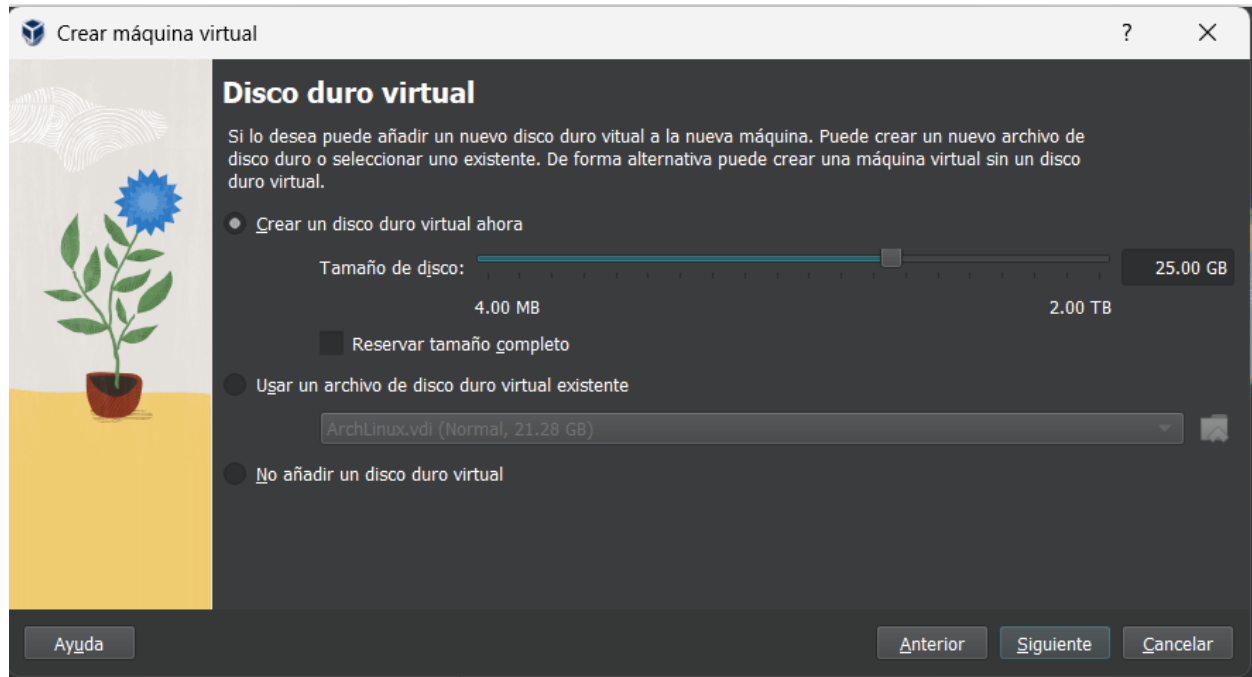 Crear máquina virtual
?
Disco duro virtual
Si lo desea puede añadir un nuevo disco duro vitual a la nueva máquina. Puede crear un nuevo archivo de
disco duro o seleccionar uno existente. De forma alternativa puede crear una máquina virtual sin un disco
duro virtual.
Crear un disco duro virtual ahora
Tamaño de disco:
25.00 GB
4.00 MB
2.00 TB
Reservar tamaño completo
Usar un archivo de disco duro virtual existente
ArchLinux.vdi (Normal, 21.28 GB)
No añadir un disco duro virtual
Ayuda
Anterior
Siguiente
Cancelar